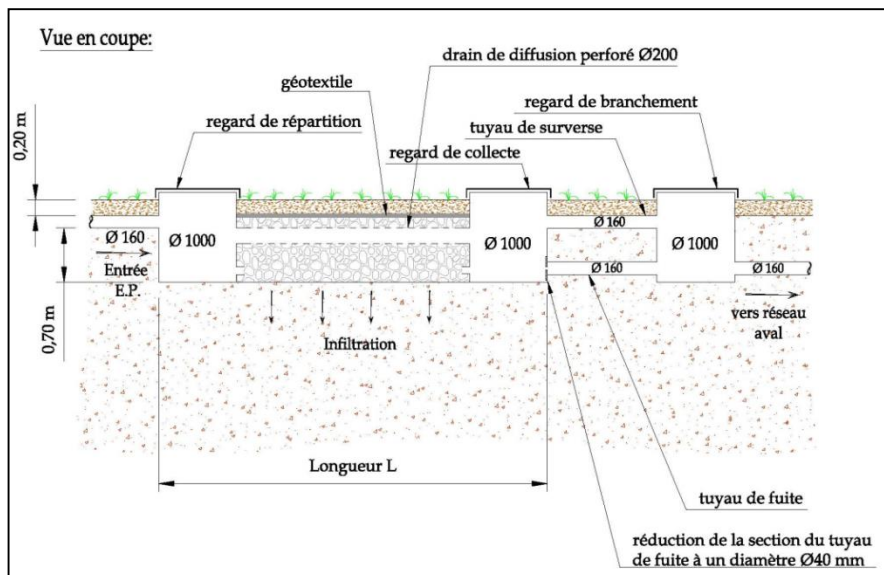 Vue en coupe:
drain de diffusion perforé Ø200
géotextile
regard de branchement
regard de répartition
tuyau de surverse
regard de collecte
0,20 m
Ø 160
Ø 160
Ø 1000
Ø 1000
Ø 1000
Entrée
E.P.
Ø 160
Ø 160
0,70 m
Infiltration
vers réseau
aval
Longueur L
tuyau de fuite
réduction de la section du tuyau
de fuite à un diamètre Ø40 mm